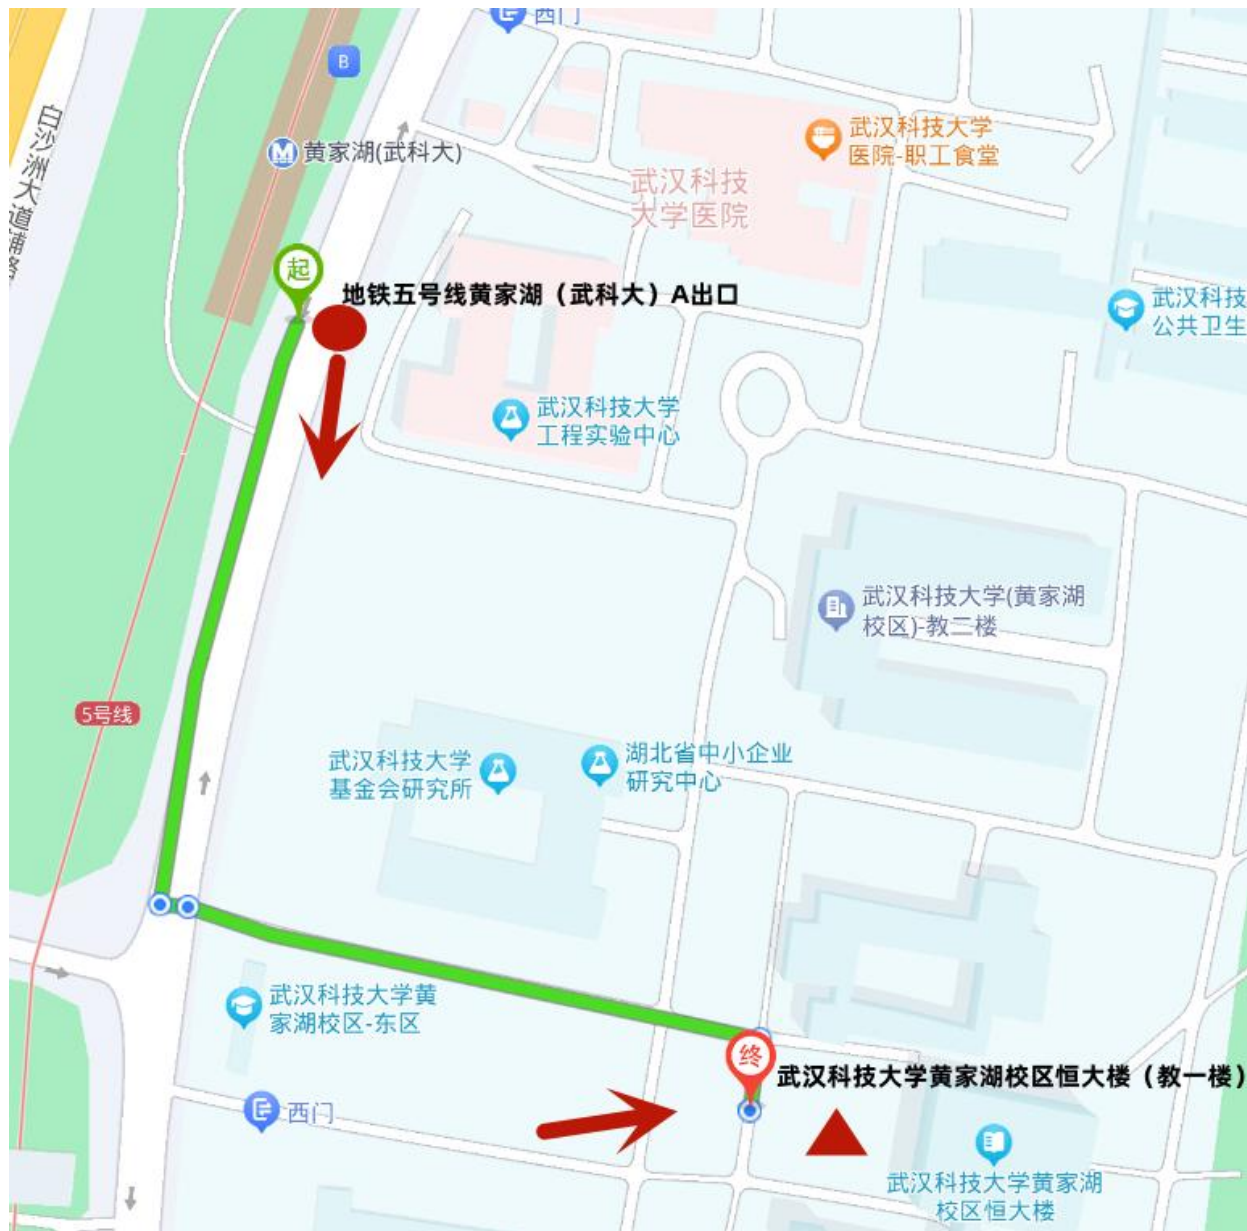 西门
B
武汉科技大学
医院-职工食堂
白沙洲大道辅路
黄家湖(武科大)
武汉科技
大学医院
起
地铁五号线黄家湖（武科大）A出口
武汉科技
公共卫生
武汉科技大学
工程实验中心
武汉科技大学(黄家湖
校区)-教二楼
5号线
武汉科技大学
基金会研究所
湖北省中小企业
研究中心
武汉科技大学黄
家湖校区-东区
终
武汉科技大学黄家湖校区恒大楼（教一楼）
西门
武汉科技大学黄家湖
校区恒大楼